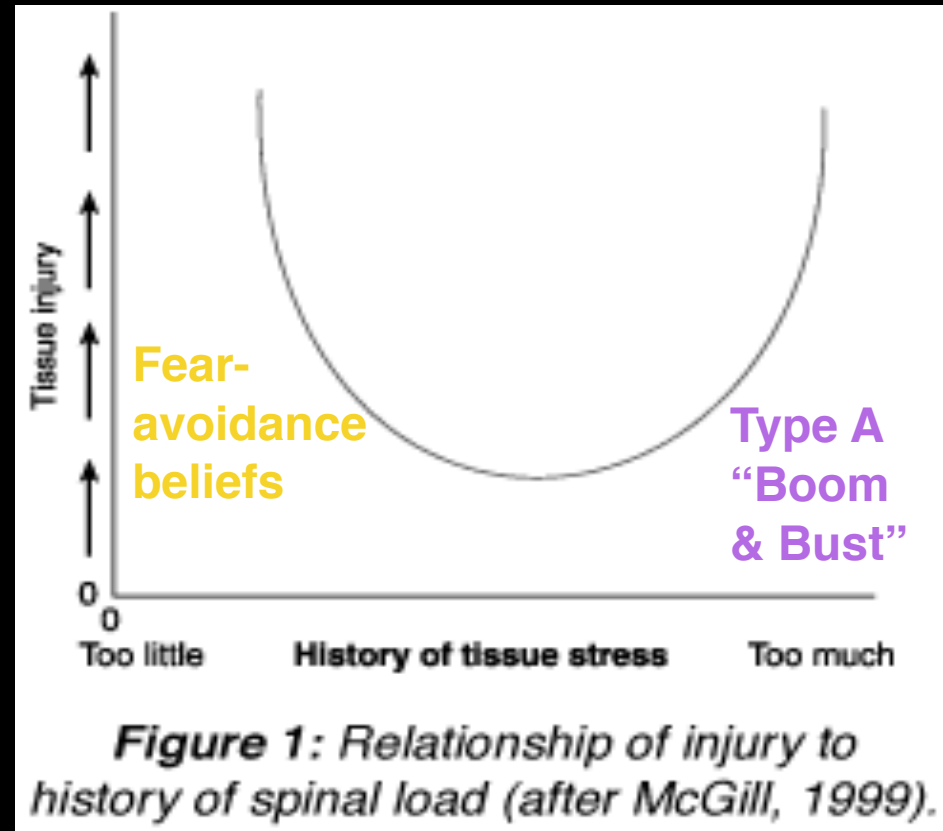 Tissue injury
Fear-
avoidance
beliefs
Type A
“Boom
& Bust”
0
0
Too little
History of tissue stress
Too much
Figure 1: Relationship of injury to
history of spinal load (after McGill, 1999).